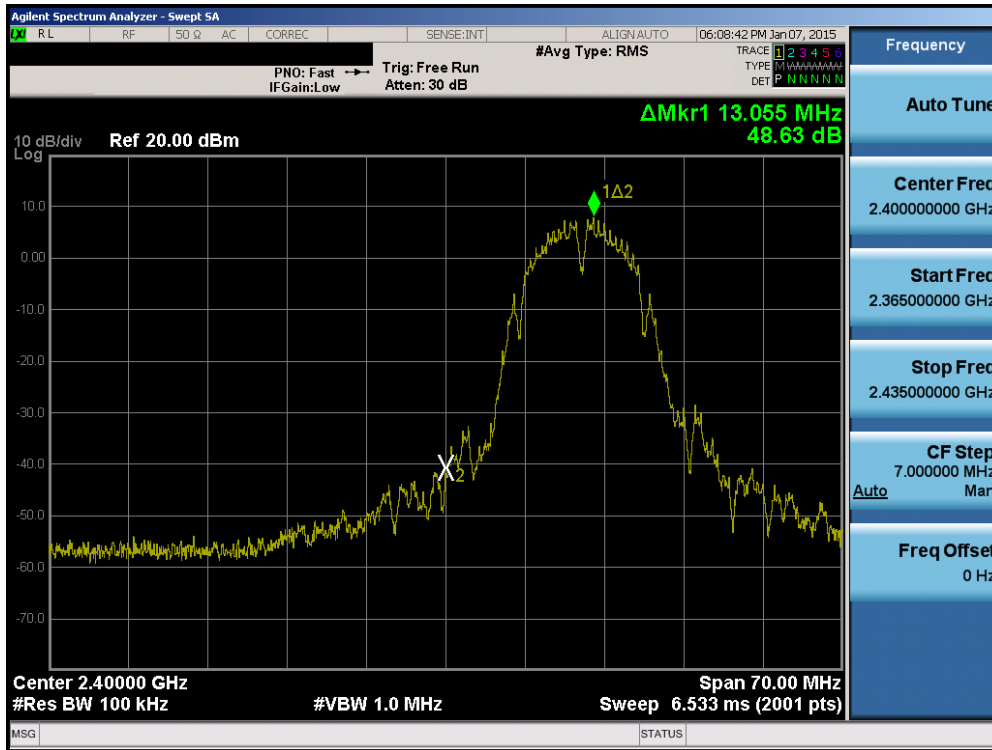 Agilent Spectrum Analyzer - Swept SA
LXI RL RF 50 Ω AC CORREC SENSE:INT ALIGN AUTO 06:08:42 PM Jan 07, 2015
#Avg Type: RMS TRACE 1 2 3 4 5 6
PNO: Fast Trig: Free Run TYPE M
IFGain:Low Atten: 30 dB DET P N N N N N
ΔMkr1 13.055 MHz
48.63 dB
10 dB/div Ref 20.00 dBm
Log
1Δ2
10.0
0.00
-10.0
-20.0
-30.0
-40.0
2
-50.0
-60.0
-70.0
Center 2.40000 GHz Span 70.00 MHz
#Res BW 100 kHz #VBW 1.0 MHz Sweep 6.533 ms (2001 pts)
MSG STATUS
Frequency
Auto Tune
Center Freq
2.400000000 GHz
Start Freq
2.365000000 GHz
Stop Freq
2.435000000 GHz
CF Step
7.000000 MHz
Auto Man
Freq Offset
0 Hz